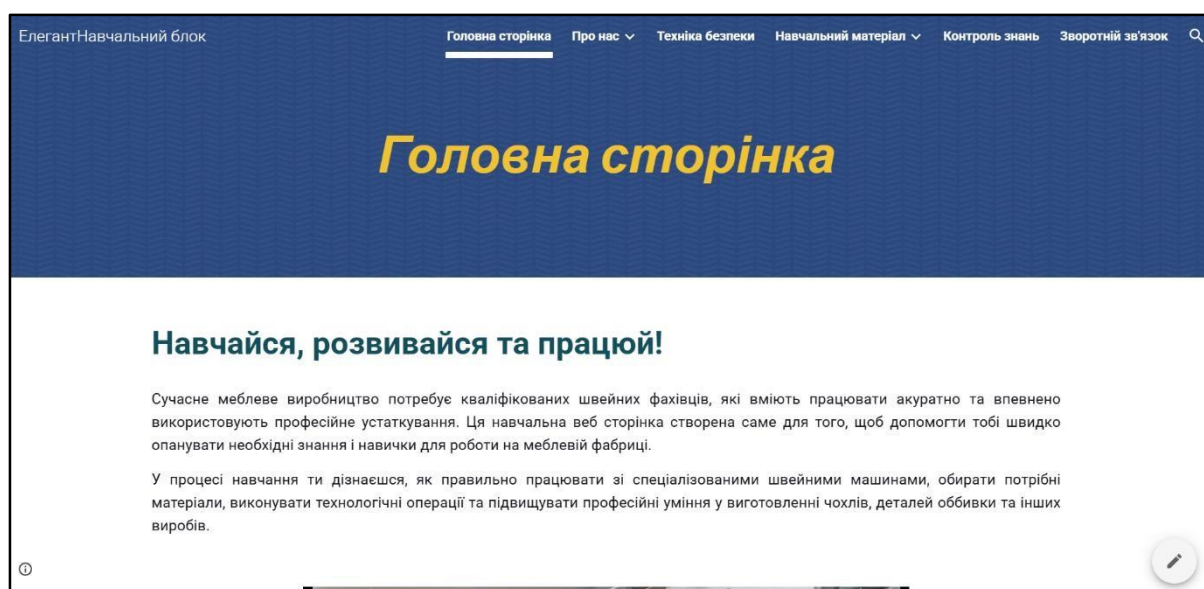 ЕлегантНавчальний блок
Головна сторінка
Про нас
Техніка безпеки
Навчальний матеріал
Контроль знань
Зворотній зв'язок
Головна сторінка
Навчайся, розвивайся та працюй!
Сучасне меблеве виробництво потребує кваліфікованих швейних фахівців, які вміють працювати акуратно та впевнено
використовують професійне устаткування. Ця навчальна веб сторінка створена саме для того, щоб допомогти тобі швидко
опанувати необхідні знання і навички для роботи на меблевій фабриці.
У процесі навчання ти дізнаєшся, як правильно працювати зі спеціалізованими швейними машинами, обирати потрібні
матеріали, виконувати технологічні операції та підвищувати професійні уміння у виготовленні чохлів, деталей оббивки та інших
виробів.